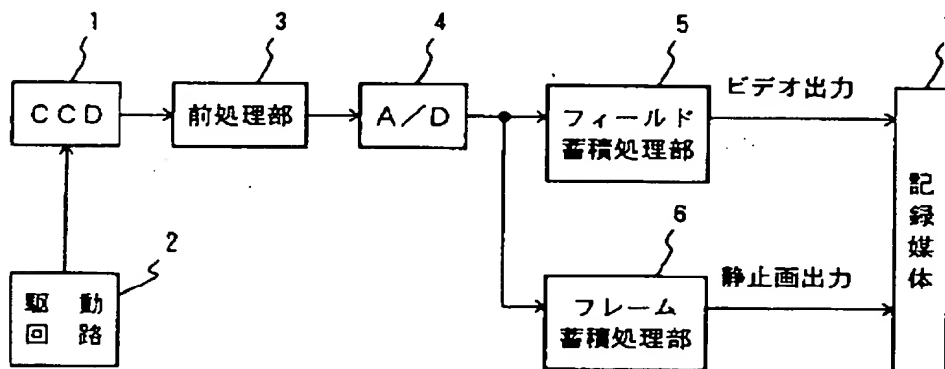 1
3
4
5
CCD
前処理部
A/D
フィールド
蓄積処理部
ビデオ出力
記録媒体
2
駆動
回路
6
フレーム
蓄積処理部
静止画出力